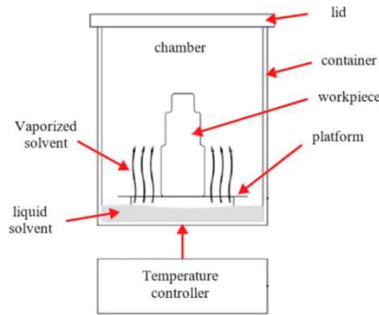 lid
chamber
container
workpiece
Vaporized
solvent
platform
liquid
solvent
Temperature
controller